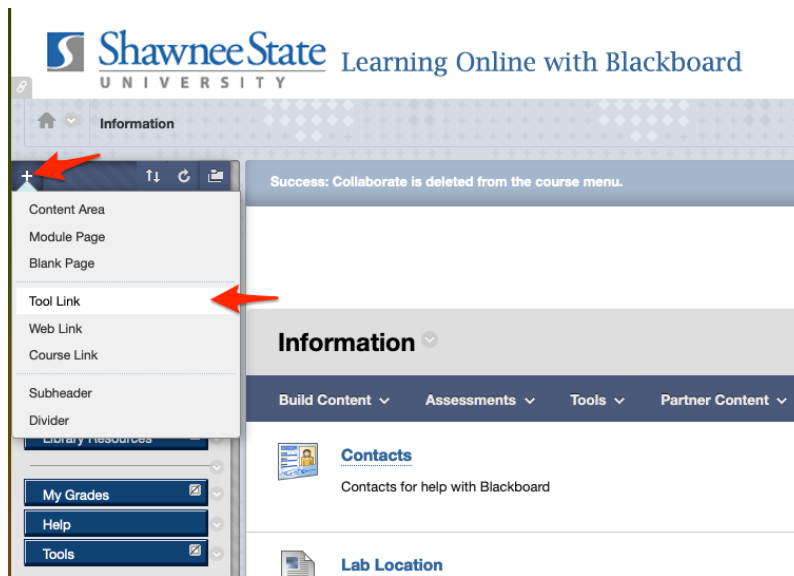 Shawnee State
UNIVERSITY
Learning Online with Blackboard
Information
Success: Collaborate is deleted from the course menu.
Content Area
Module Page
Blank Page
Tool Link
Web Link
Course Link
Subheader
Divider
Library Resources
My Grades
Help
Tools
Information
Build Content
Assessments
Tools
Partner Content
Contacts
Contacts for help with Blackboard
Lab Location